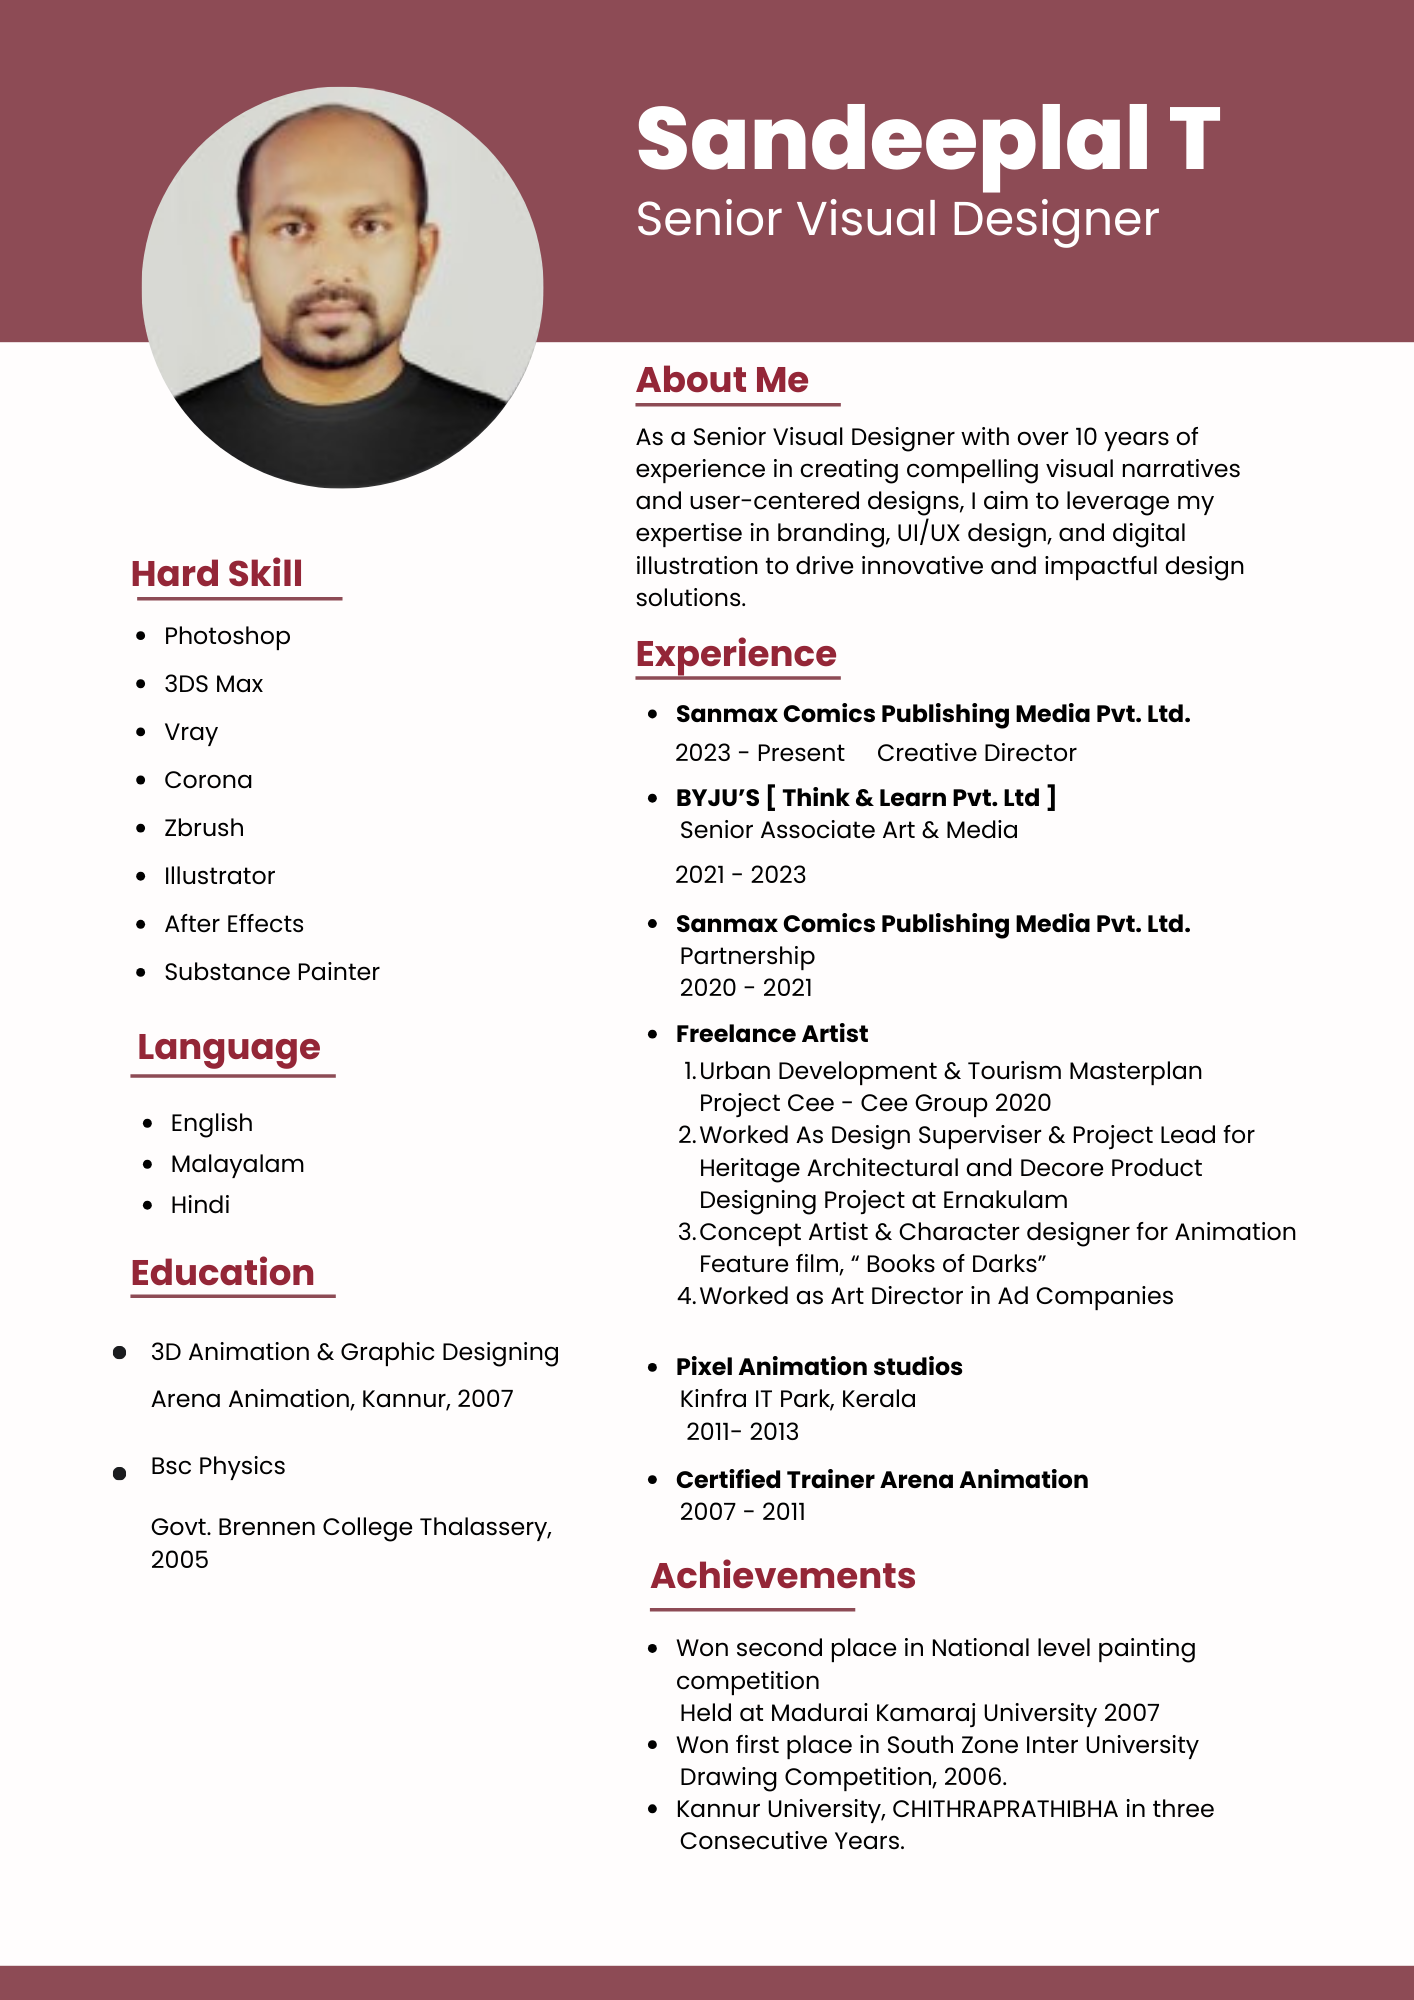 Sandeeplal T
Senior Visual Designer
About Me
As a Senior Visual Designer with over 10 years of
experience in creating compelling visual narratives
and user-centered designs, I aim to leverage my
expertise in branding, UI/UX design, and digital
illustration to drive innovative and impactful design
solutions.
Hard Skill
• Photoshop
• 3DS Max
• Vray
• Corona
• Zbrush
• Illustrator
• After Effects
• Substance Painter
Language
• English
• Malayalam
• Hindi
Education
• 3D Animation & Graphic Designing
Arena Animation, Kannur, 2007
• Bsc Physics
Govt. Brennen College Thalassery,
2005
Experience
• Sanmax Comics Publishing Media Pvt. Ltd.
2023 - Present Creative Director
• BYJU’S [ Think & Learn Pvt. Ltd ]
Senior Associate Art & Media
2021 - 2023
• Sanmax Comics Publishing Media Pvt. Ltd.
Partnership
2020 - 2021
• Freelance Artist
1. Urban Development & Tourism Masterplan
Project Cee - Cee Group 2020
2. Worked As Design Superviser & Project Lead for
Heritage Architectural and Decore Product
Designing Project at Ernakulam
3. Concept Artist & Character designer for Animation
Feature film, “ Books of Darks”
4. Worked as Art Director in Ad Companies
• Pixel Animation studios
Kinfra IT Park, Kerala
2011- 2013
• Certified Trainer Arena Animation
2007 - 2011
Achievements
• Won second place in National level painting
competition
Held at Madurai Kamaraj University 2007
• Won first place in South Zone Inter University
Drawing Competition, 2006.
• Kannur University, CHITHRAPRATHIBHA in three
Consecutive Years.